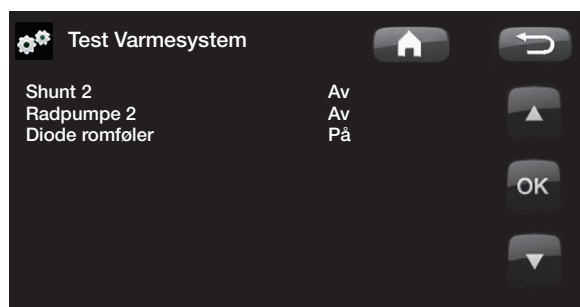 Test Varmesystem
Shunt 2 Av
Radpumpe 2 Av
Diode romføler På
OK